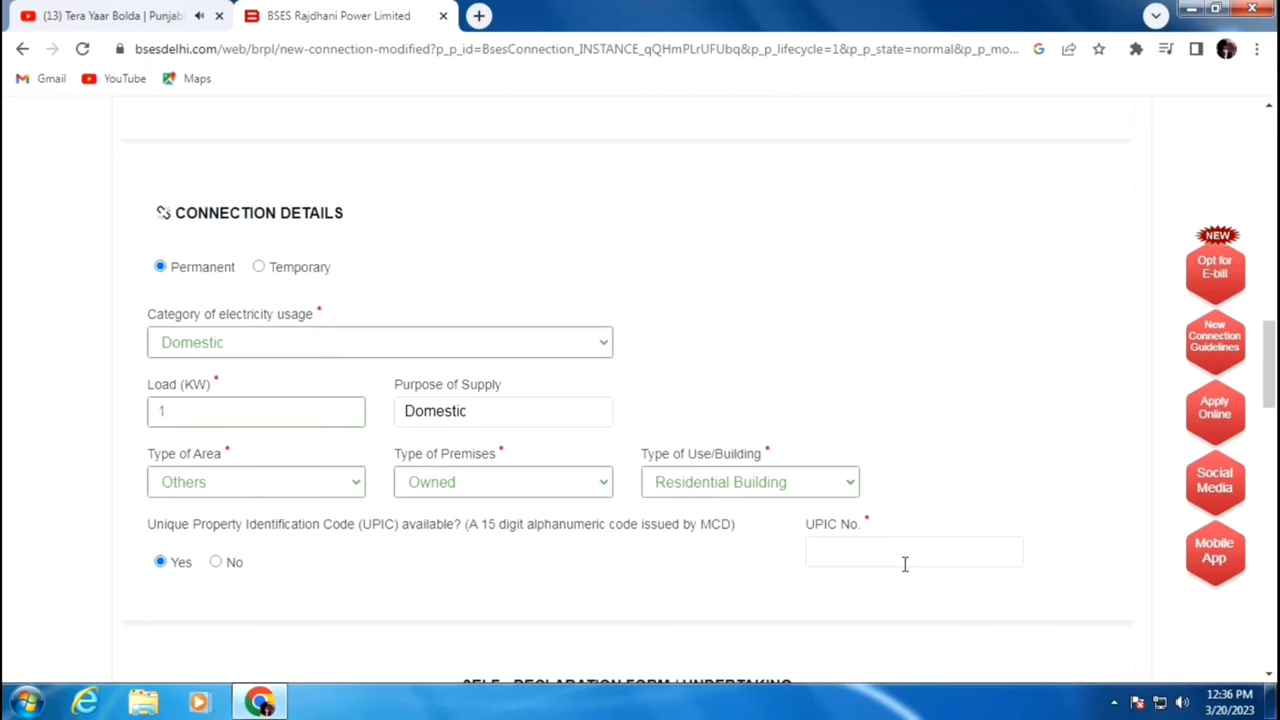 (13) Tera Yaar Bolda | Punjab
BSES Rajdhani Power Limited
bsesdelhi.com/web/brpl/new-connection-modified?p_p_id=BsesConnection_INSTANCE_qQHmPLrUFUbq&p_p_lifecycle=1&p_p_state=normal&p_p_mo...
Gmail
YouTube
Maps
CONNECTION DETAILS
Permanent
Temporary
Category of electricity usage *
Domestic
Load (KW) *
Purpose of Supply
1
Domestic
Type of Area *
Type of Premises *
Type of Use/Building *
Others
Owned
Residential Building
Unique Property Identification Code (UPIC) available? (A 15 digit alphanumeric code issued by MCD)
UPIC No. *
Yes
No
SELF - DECLARATION FORM / UNDERTAKING
NEW
Opt for
E-bill
New
Connection
Guidelines
Apply
Online
Social
Media
Mobile
App
12:36 PM
3/20/2023